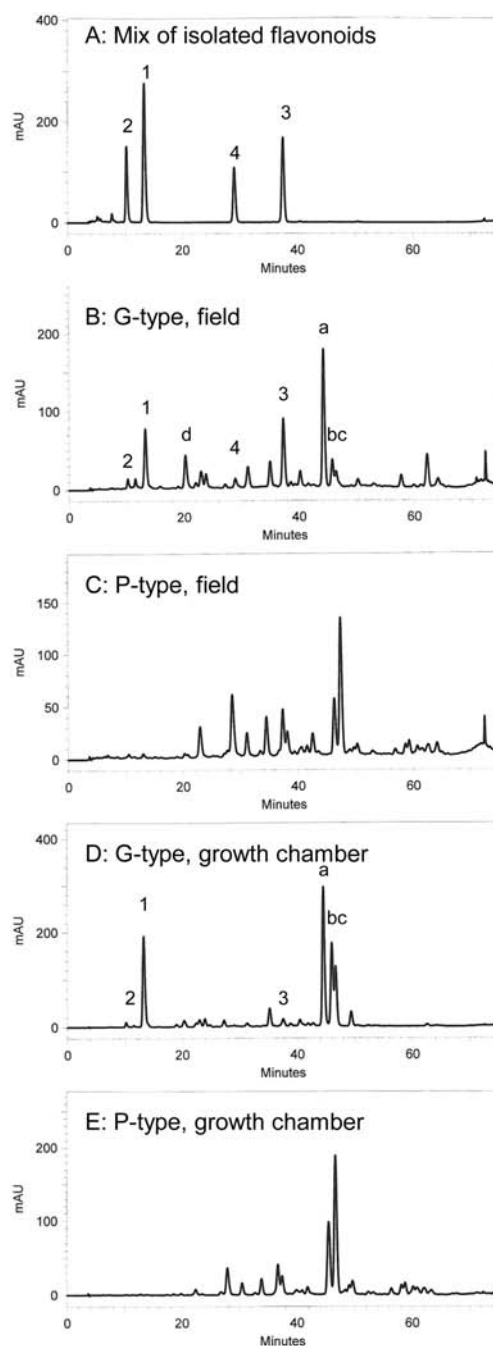 400
A: Mix of isolated flavonoids
1
2
3
4
mAU
200
0
0 20 40 60
Minutes
B: G-type, field
200
a
1
3
mAU
100
d
bc
2
4
0
0 20 40 60
Minutes
C: P-type, field
150
mAU
100
50
0
0 20 40 60
Minutes
400
D: G-type, growth chamber
a
1
bc
mAU
200
2
3
0
0 20 40 60
Minutes
E: P-type, growth chamber
200
mAU
100
0
0 20 40 60
Minutes